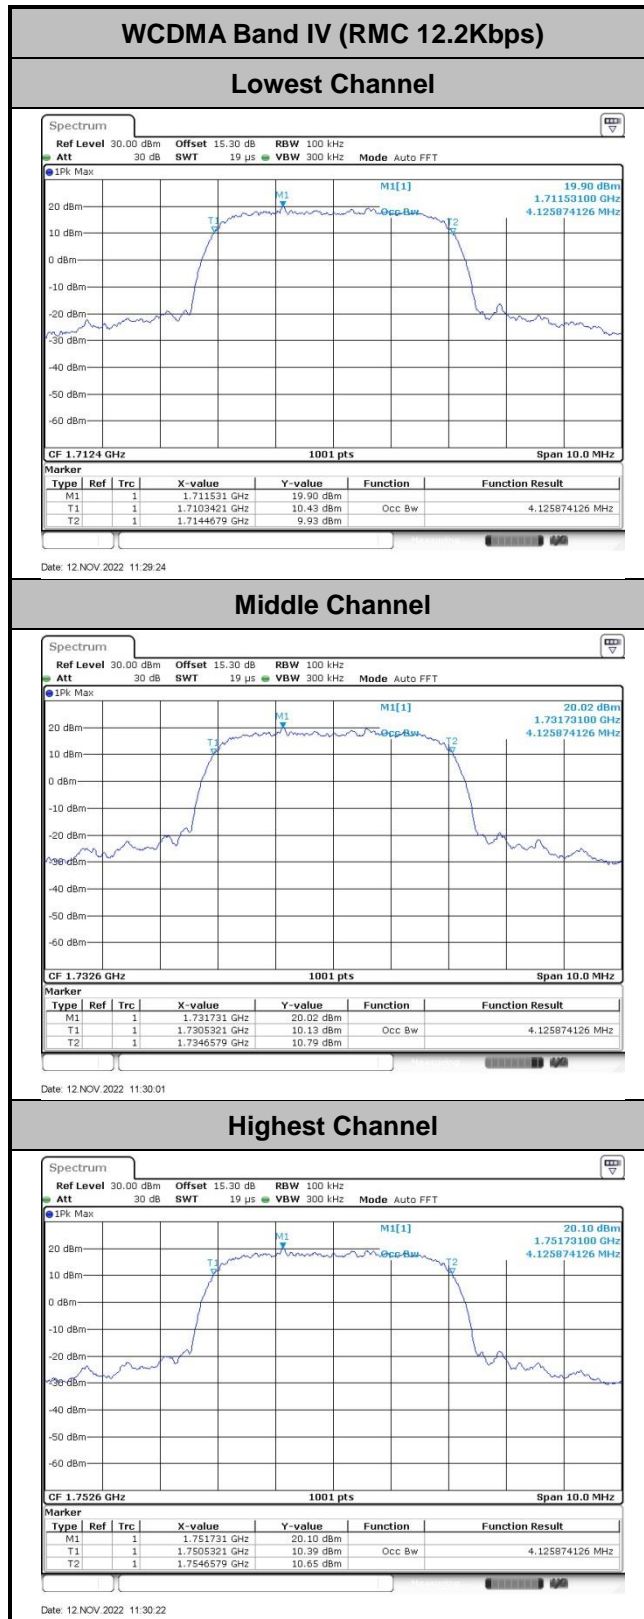 WCDMA Band IV (RMC 12.2Kbps)
Lowest Channel
Spectrum
Ref Level 30.00 dBm Offset 15.30 dB RBW 100 kHz
Att 30 dB SWT 19 µs VBW 300 kHz Mode Auto FFT
1Pk Max
M1[1] 19.90 dBm
1.71153100 GHz
Occ Bw 4.125874126 MHz
M1
T1
T2
20 dBm
10 dBm
0 dBm
-10 dBm
-20 dBm
-30 dBm
-40 dBm
-50 dBm
-60 dBm
CF 1.7124 GHz 1001 pts Span 10.0 MHz
Marker
Type Ref Trc X-value Y-value Function Function Result
M1 1 1.711531 GHz 19.90 dBm
T1 1 1.7103421 GHz 10.43 dBm Occ Bw 4.125874126 MHz
T2 1 1.7144679 GHz 9.93 dBm
Date: 12.NOV.2022 11:29:24
Middle Channel
Spectrum
Ref Level 30.00 dBm Offset 15.30 dB RBW 100 kHz
Att 30 dB SWT 19 µs VBW 300 kHz Mode Auto FFT
1Pk Max
M1[1] 20.02 dBm
1.73173100 GHz
Occ Bw 4.125874126 MHz
M1
T1
T2
20 dBm
10 dBm
0 dBm
-10 dBm
-20 dBm
-30 dBm
-40 dBm
-50 dBm
-60 dBm
CF 1.7326 GHz 1001 pts Span 10.0 MHz
Marker
Type Ref Trc X-value Y-value Function Function Result
M1 1 1.731731 GHz 20.02 dBm
T1 1 1.7305321 GHz 10.13 dBm Occ Bw 4.125874126 MHz
T2 1 1.7346579 GHz 10.79 dBm
Date: 12.NOV.2022 11:30:01
Highest Channel
Spectrum
Ref Level 30.00 dBm Offset 15.30 dB RBW 100 kHz
Att 30 dB SWT 19 µs VBW 300 kHz Mode Auto FFT
1Pk Max
M1[1] 20.10 dBm
1.75173100 GHz
Occ Bw 4.125874126 MHz
M1
T1
T2
20 dBm
10 dBm
0 dBm
-10 dBm
-20 dBm
-30 dBm
-40 dBm
-50 dBm
-60 dBm
CF 1.7526 GHz 1001 pts Span 10.0 MHz
Marker
Type Ref Trc X-value Y-value Function Function Result
M1 1 1.751731 GHz 20.10 dBm
T1 1 1.7505321 GHz 10.39 dBm Occ Bw 4.125874126 MHz
T2 1 1.7546579 GHz 10.65 dBm
Date: 12.NOV.2022 11:30:22